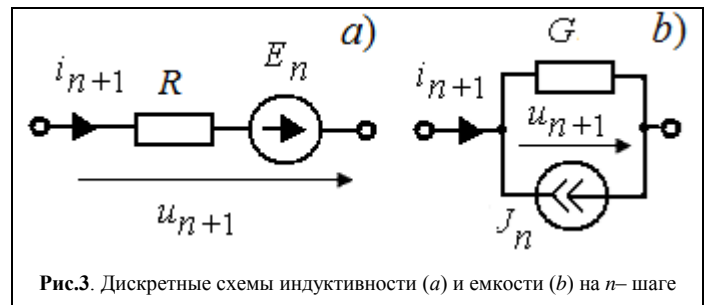 a)
i_{n+1}
R
E_n
u_{n+1}
b)
G
i_{n+1}
u_{n+1}
J_n
Рис.3. Дискретные схемы индуктивности (a) и емкости (b) на n– шаге